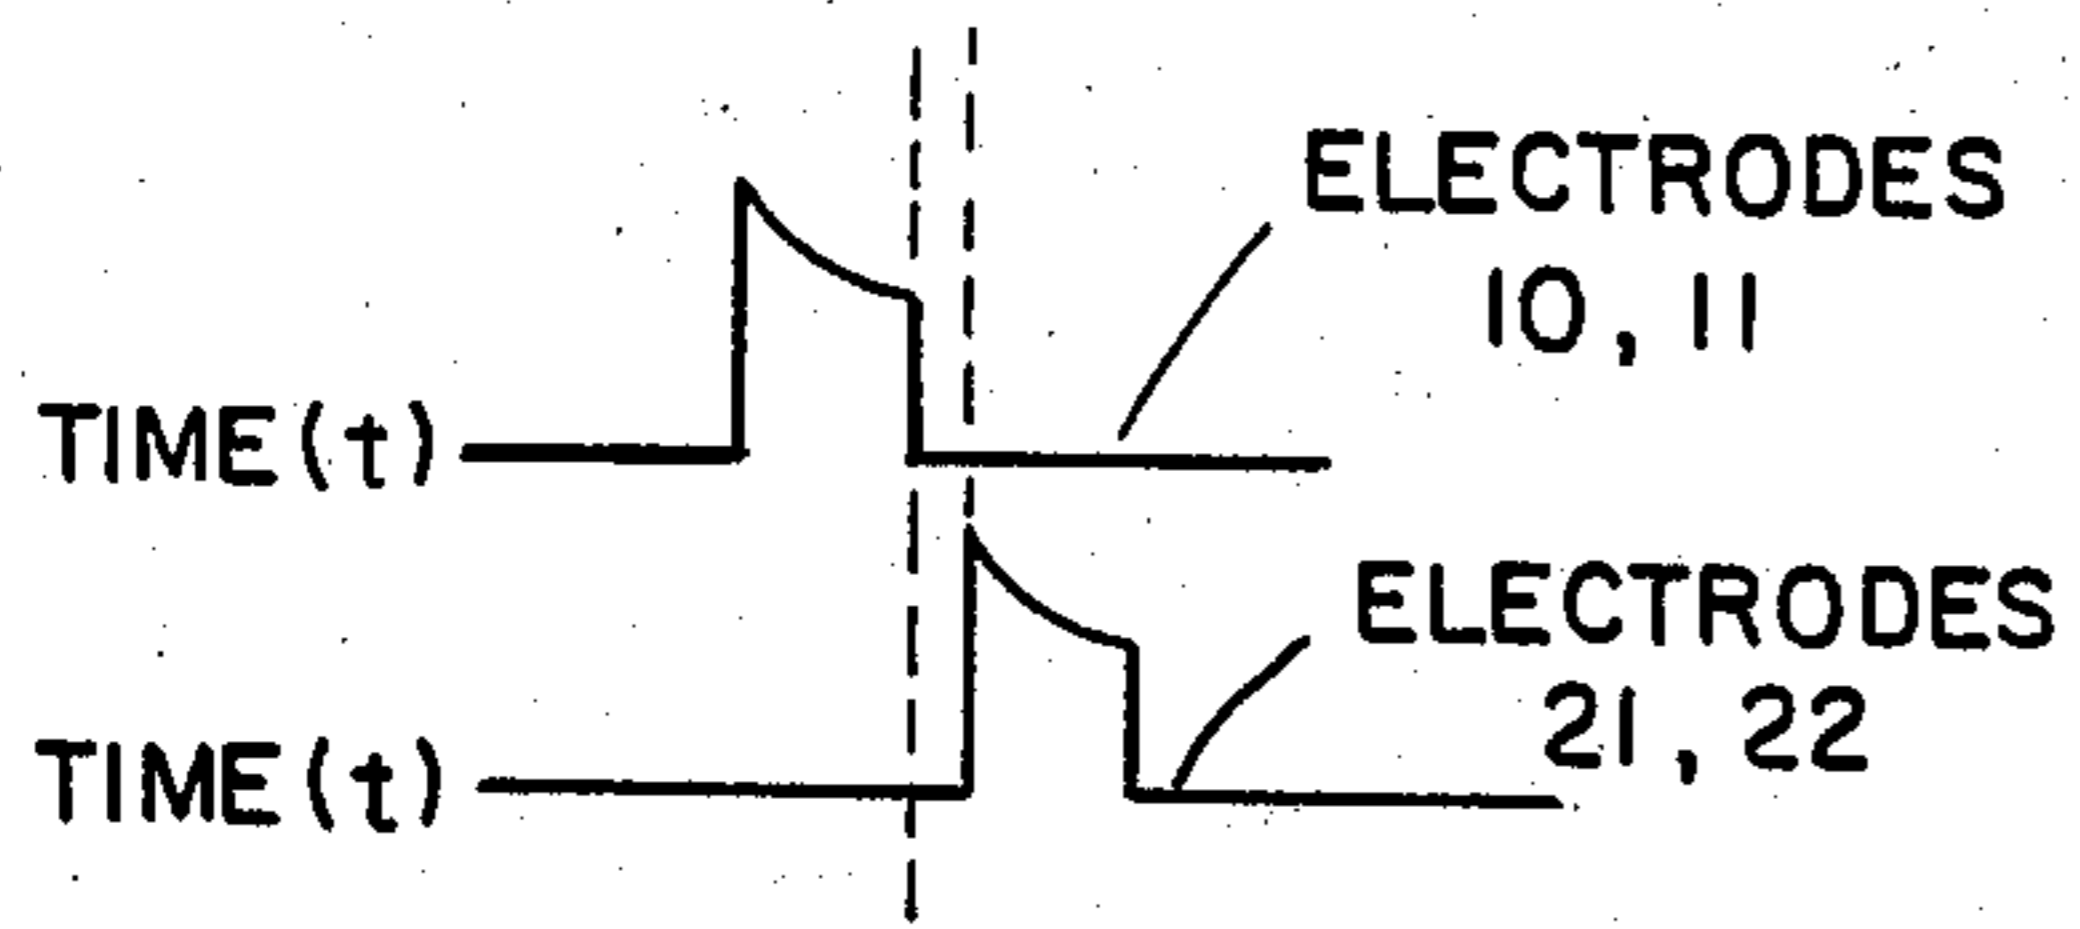 ELECTRODES
10, 11
TIME(t)
ELECTRODES
21, 22
TIME(t)